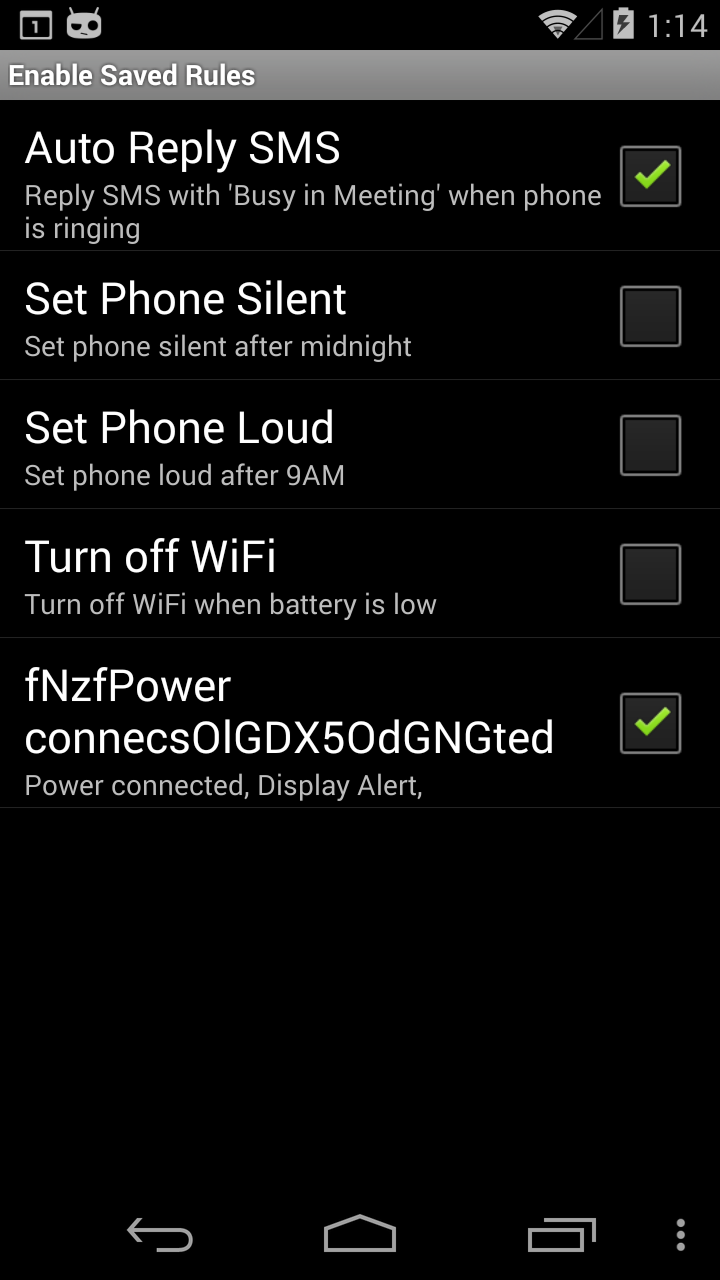 1
1:14
Enable Saved Rules
Auto Reply SMS
Reply SMS with 'Busy in Meeting' when phone
is ringing
Set Phone Silent
Set phone silent after midnight
Set Phone Loud
Set phone loud after 9AM
Turn off WiFi
Turn off WiFi when battery is low
fNzfPower
connecsOlGDX5OdGNGted
Power connected, Display Alert,